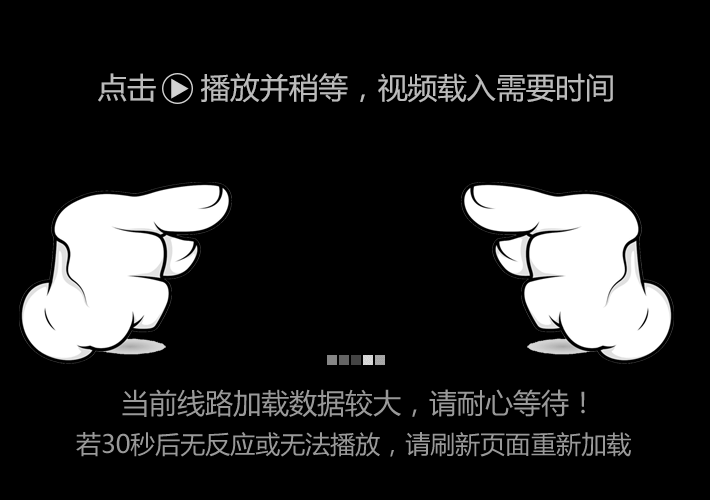 点击播放并稍等，视频载入需要时间
当前线路加载数据较大，请耐心等待！
若30秒后无反应或无法播放，请刷新页面重新加载